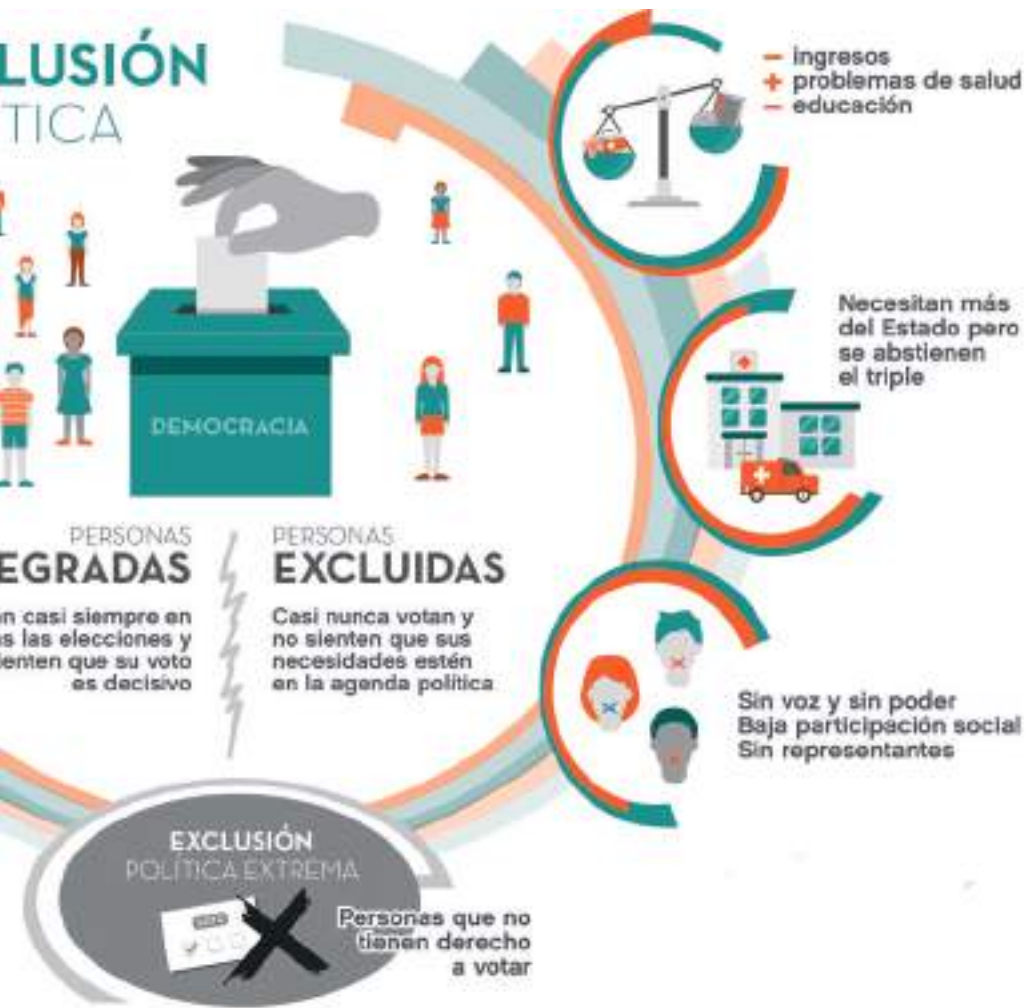 LUSIÓN
TICA
- ingresos
+ problemas de salud
- educación
Necesitan más
del Estado pero
se abstienen
el triple
DEMOCRACIA
PERSONAS
EGRADAS
n casi siempre en
s las elecciones y
ienten que su voto
es decisivo
PERSONAS
EXCLUIDAS
Casi nunca votan y
no sienten que sus
necesidades estén
en la agenda política
Sin voz y sin poder
Baja participación social
Sin representantes
EXCLUSIÓN
POLÍTICA EXTREMA
Personas que no
tienen derecho
a votar